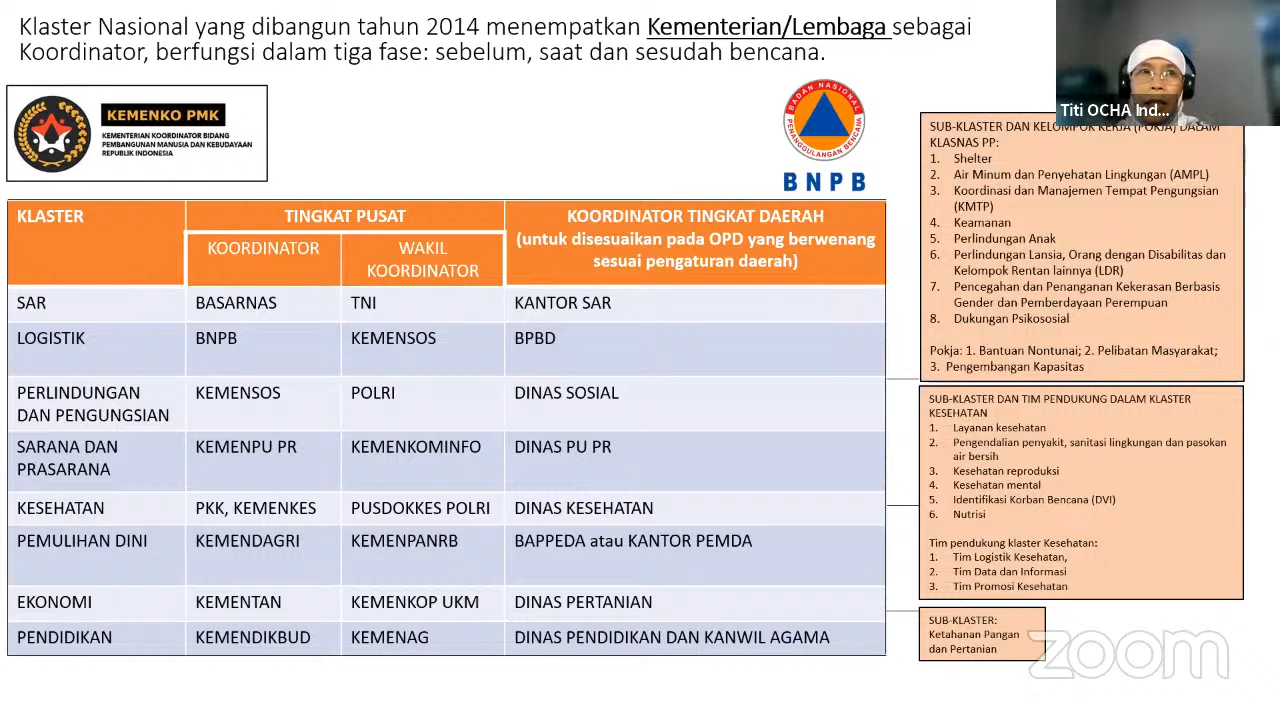 Klaster Nasional yang dibangun tahun 2014 menempatkan Kementerian/Lembaga sebagai
Koordinator, berfungsi dalam tiga fase: sebelum, saat dan sesudah bencana.
KEMENKO PMK
KEMENTERIAN KOORDINATOR BIDANG
PEMBANGUNAN MANUSIA DAN KEBUDAYAAN
REPUBLIK INDONESIA
BADAN NASIONAL
PENANGGULANGAN BENCANA
BNPB
Titi OCHA Ind...
KLASTER
TINGKAT PUSAT
KOORDINATOR TINGKAT DAERAH
(untuk disesuaikan pada OPD yang berwenang
sesuai pengaturan daerah)
KOORDINATOR
WAKIL
KOORDINATOR
SAR BASARNAS TNI KANTOR SAR
LOGISTIK BNPB KEMENSOS BPBD
PERLINDUNGAN KEMENSOS POLRI DINAS SOSIAL
DAN PENGUNGSIAN
SARANA DAN KEMENPU PR KEMENKOMINFO DINAS PU PR
PRASARANA
KESEHATAN PKK, KEMENKES PUSDOKKES POLRI DINAS KESEHATAN
PEMULIHAN DINI KEMENDAGRI KEMENPANRB BAPPEDA atau KANTOR PEMDA
EKONOMI KEMENTAN KEMENKOP UKM DINAS PERTANIAN
PENDIDIKAN KEMENDIKBUD KEMENAG DINAS PENDIDIKAN DAN KANWIL AGAMA
SUB-KLASTER DAN KELOMPOK KERJA (POKJA) DALAM
KLASNAS PP:
1. Shelter
2. Air Minum dan Penyehatan Lingkungan (AMPL)
3. Koordinasi dan Manajemen Tempat Pengungsian
(KMTP)
4. Keamanan
5. Perlindungan Anak
6. Perlindungan Lansia, Orang dengan Disabilitas dan
Kelompok Rentan lainnya (LDR)
7. Pencegahan dan Penanganan Kekerasan Berbasis
Gender dan Pemberdayaan Perempuan
8. Dukungan Psikososial
Pokja: 1. Bantuan Nontunai; 2. Pelibatan Masyarakat;
3. Pengembangan Kapasitas
SUB-KLASTER DAN TIM PENDUKUNG DALAM KLASTER
KESEHATAN
1. Layanan kesehatan
2. Pengendalian penyakit, sanitasi lingkungan dan pasokan
air bersih
3. Kesehatan reproduksi
4. Kesehatan mental
5. Identifikasi Korban Bencana (DVI)
6. Nutrisi
Tim pendukung klaster Kesehatan:
1. Tim Logistik Kesehatan,
2. Tim Data dan Informasi
3. Tim Promosi Kesehatan
SUB-KLASTER:
Ketahanan Pangan
dan Pertanian
zoom